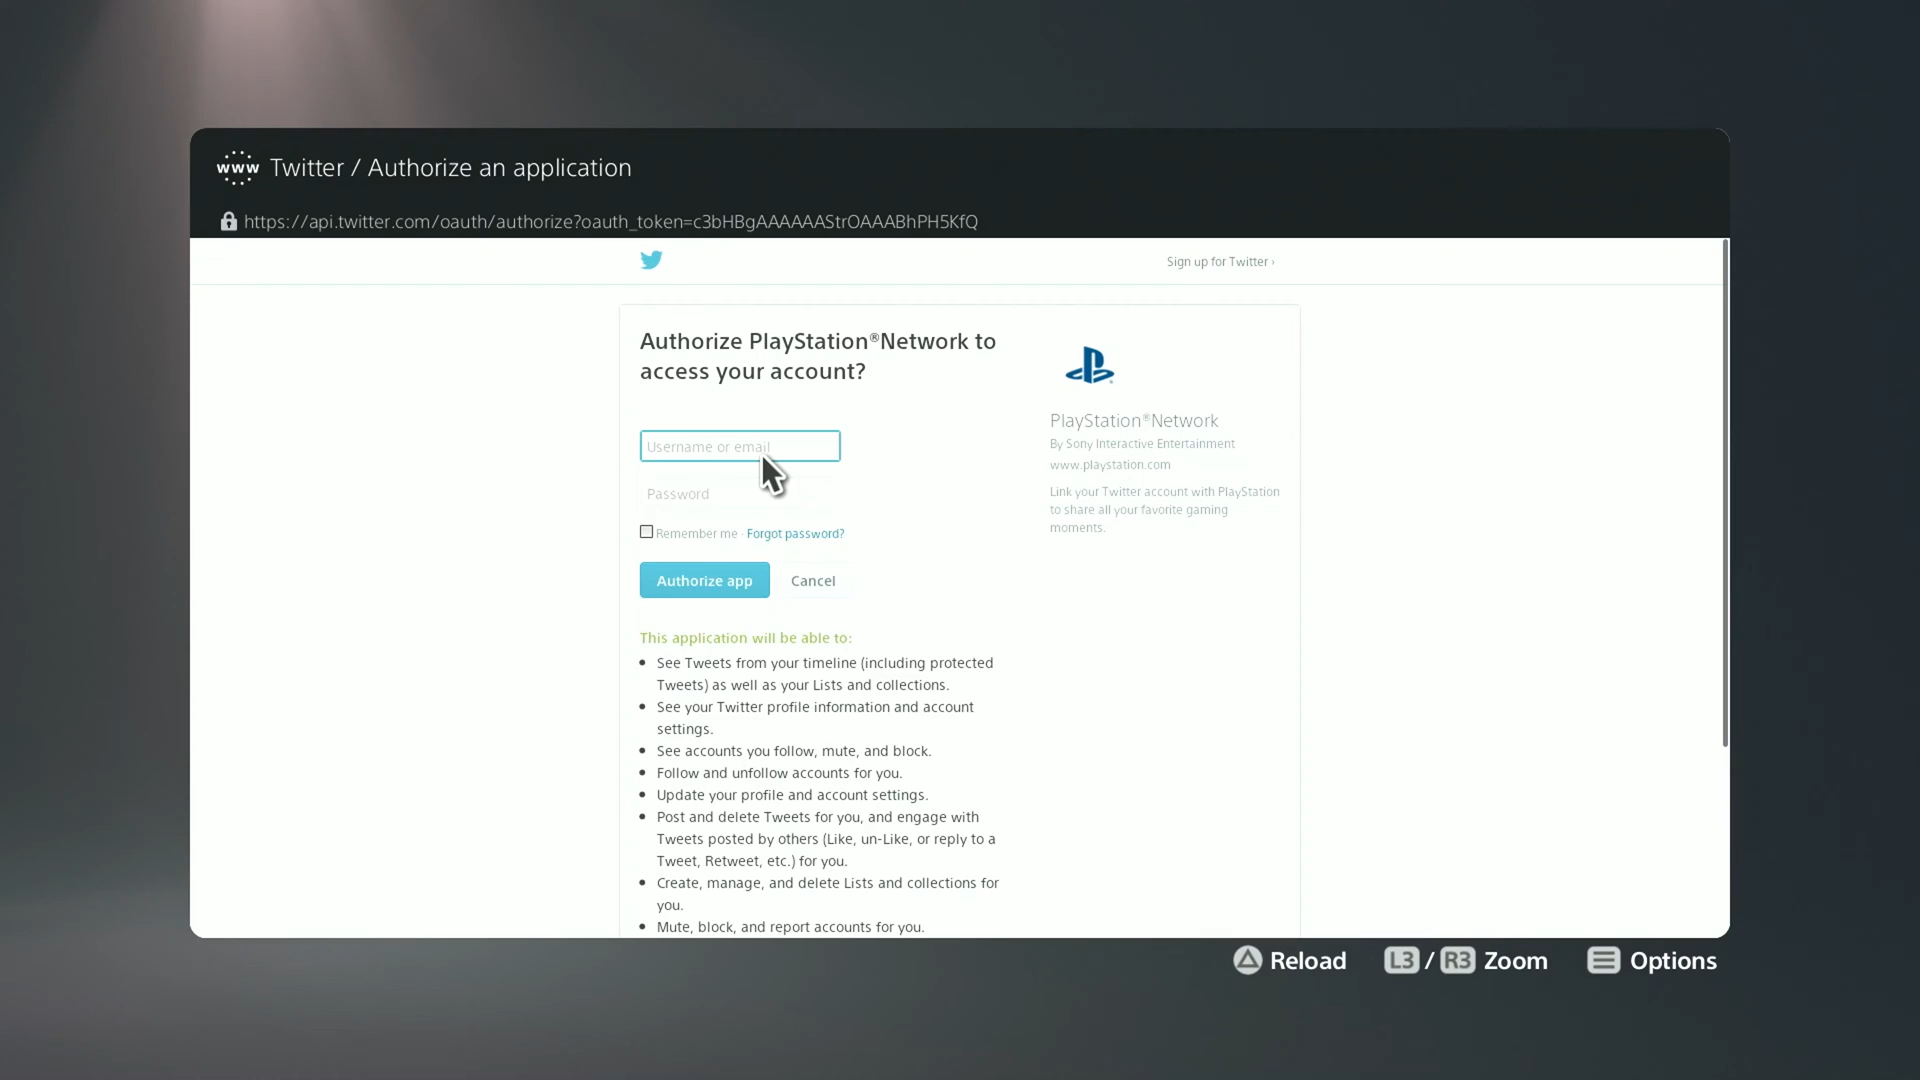 www Twitter / Authorize an application
https://api.twitter.com/oauth/authorize?oauth_token=c3bHBgAAAAAAStrOAAABhPH5KfQ
Sign up for Twitter ›
Authorize PlayStation®Network to
access your account?
Username or email
Password
Remember me · Forgot password?
Authorize app Cancel
PlayStation®Network
By Sony Interactive Entertainment
www.playstation.com
Link your Twitter account with PlayStation
to share all your favorite gaming
moments.
This application will be able to:
• See Tweets from your timeline (including protected
Tweets) as well as your Lists and collections.
• See your Twitter profile information and account
settings.
• See accounts you follow, mute, and block.
• Follow and unfollow accounts for you.
• Update your profile and account settings.
• Post and delete Tweets for you, and engage with
Tweets posted by others (Like, un-Like, or reply to a
Tweet, Retweet, etc.) for you.
• Create, manage, and delete Lists and collections for
you.
• Mute, block, and report accounts for you.
Reload L3 / R3 Zoom Options